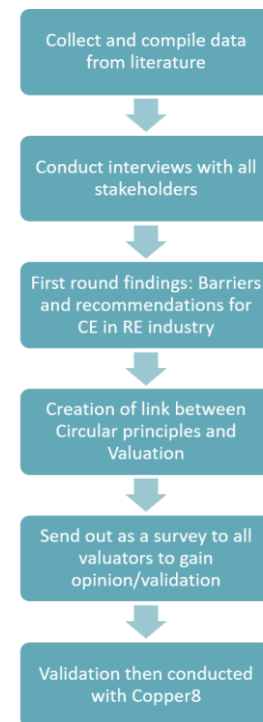 Collect and compile data
from literature
Conduct interviews with all
stakeholders
First round findings: Barriers
and recommendations for
CE in RE industry
Creation of link between
Circular principles and
Valuation
Send out as a survey to all
valuators to gain
opinion/validation
Validation then conducted
with Copper8